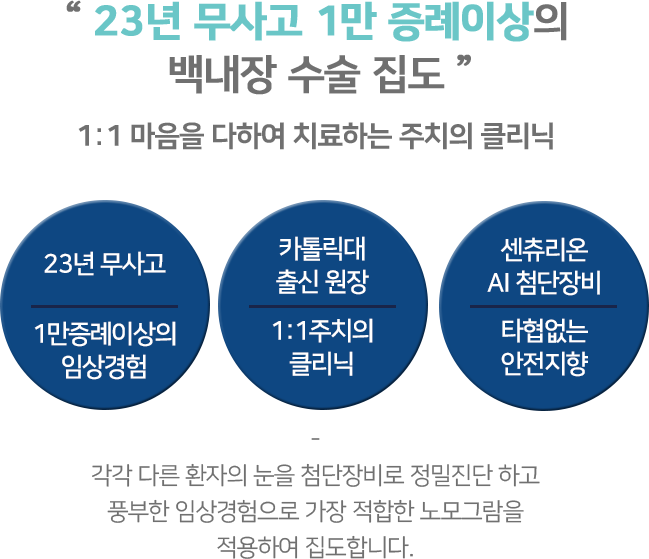 “ 23년 무사고 1만 증례이상의
백내장 수술 집도 ”
1:1 마음을 다하여 치료하는 주치의 클리닉
23년 무사고
1만증례이상의
임상경험
카톨릭대
출신 원장
1:1주치의
클리닉
센츄리온
AI 첨단장비
타협없는
안전지향
-
각각 다른 환자의 눈을 첨단장비로 정밀진단 하고
풍부한 임상경험으로 가장 적합한 노모그람을
적용하여 집도합니다.